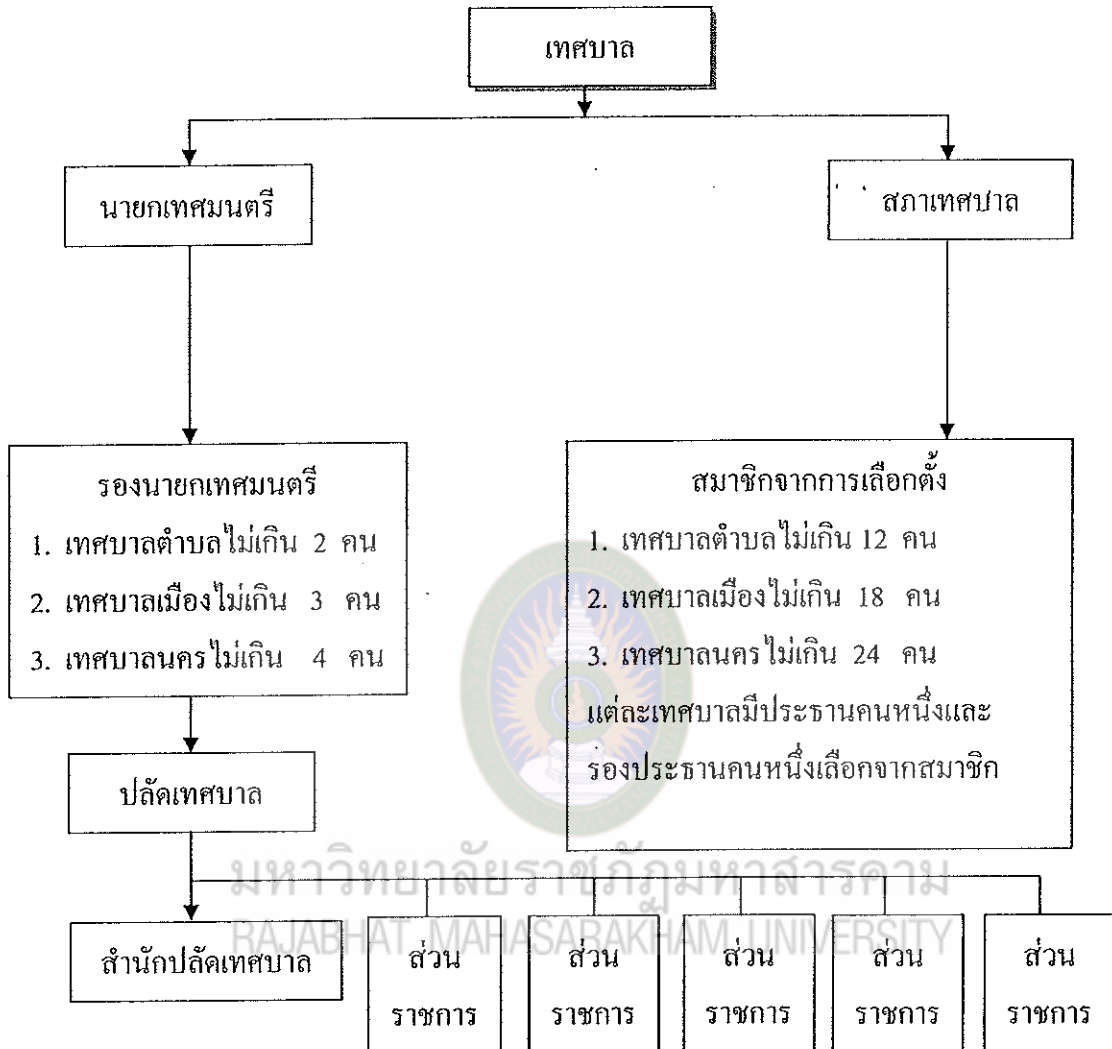 เทศบาล
นายกเทศมนตรี
สภาเทศบาล
รองนายกเทศมนตรี
1. เทศบาลตำบลไม่เกิน 2 คน
2. เทศบาลเมืองไม่เกิน 3 คน
3. เทศบาลนครไม่เกิน 4 คน
สมาชิกจากการเลือกตั้ง
1. เทศบาลตำบลไม่เกิน 12 คน
2. เทศบาลเมืองไม่เกิน 18 คน
3. เทศบาลนครไม่เกิน 24 คน
แต่ละเทศบาลมีประธานคนหนึ่งและ
รองประธานคนหนึ่งเลือกจากสมาชิก
ปลัดเทศบาล
มหาวิทยาลัยราชภัฏมหาสารคาม
RAJABHAT MAHASARAKHAM UNIVERSITY
สำนักปลัดเทศบาล
ส่วน
ราชการ
ส่วน
ราชการ
ส่วน
ราชการ
ส่วน
ราชการ
ส่วน
ราชการ